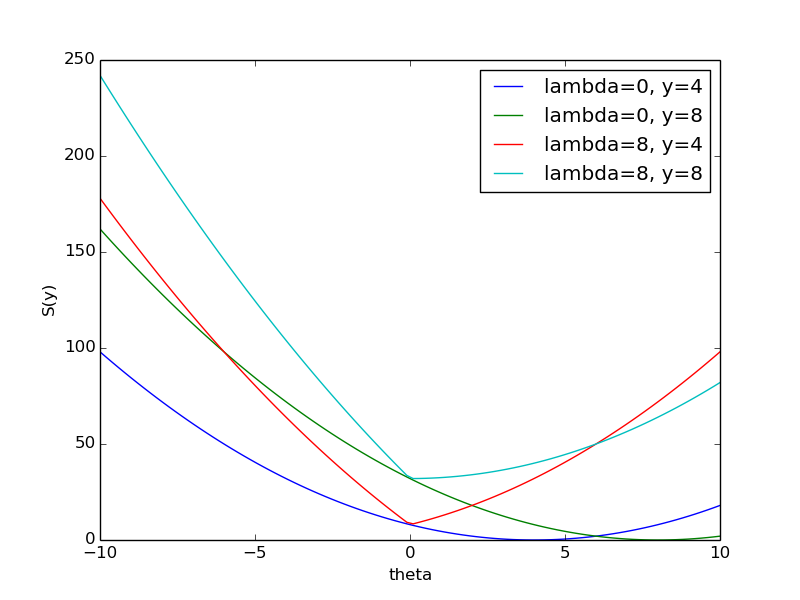 250
200
150
100
50
0
S(y)
lambda=0, y=4
lambda=0, y=8
lambda=8, y=4
lambda=8, y=8
−10
−5
0
5
10
theta